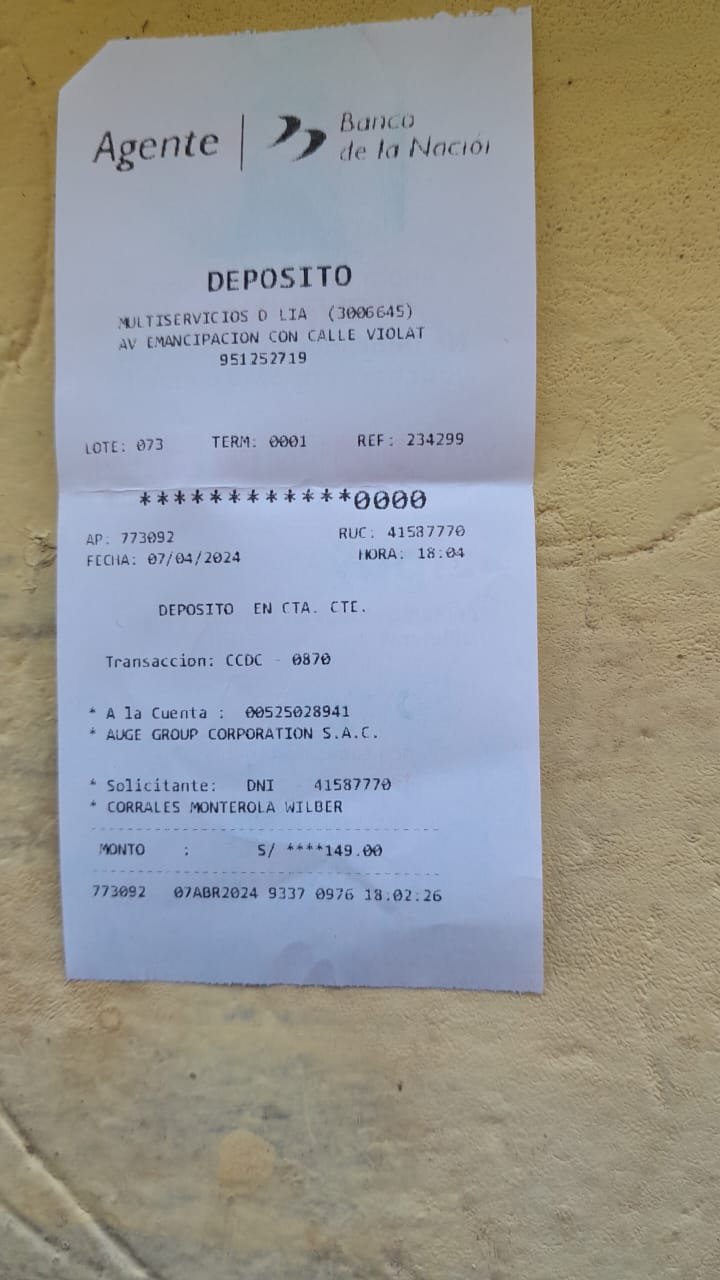 Agente | Banco
de la Nación
DEPOSITO
MULTISERVICIOS D LIA (3006645)
AV EMANCIPACION CON CALLE VIOLAT
951252719
LOTE: 073 TERM: 0001 REF: 234299
************0000
AP: 773092 RUC: 41587770
FECHA: 07/04/2024 HORA: 18:04
DEPOSITO EN CTA. CTE.
Transaccion: CCDC - 0870
* A la Cuenta : 00525028941
* AUGE GROUP CORPORATION S.A.C.
* Solicitante: DNI 41587770
* CORRALES MONTEROLA WILBER
MONTO : S/ ****149.00
773092 07ABR2024 9337 0976 18:02:26